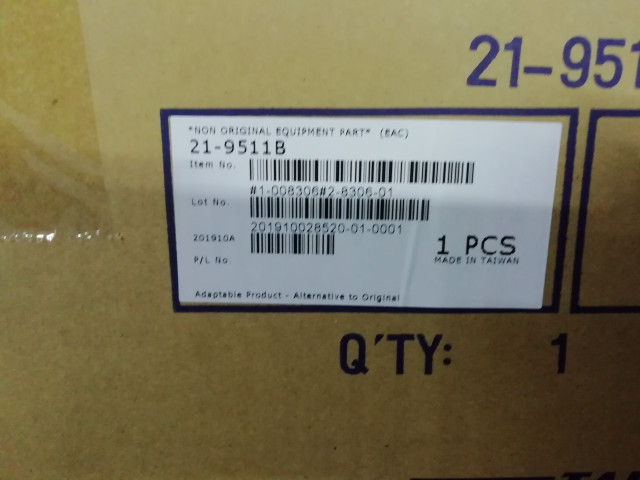 21-951
*NON ORIGINAL EQUIPMENT PART* (EAC)
21-9511B
Item No.
#1-008306#2-8306-01
Lot No.
201910028520-01-0001
201910A
P/L No.
1 PCS
MADE IN TAIWAN
Adaptable Product - Alternative to Original
Q'TY: 1